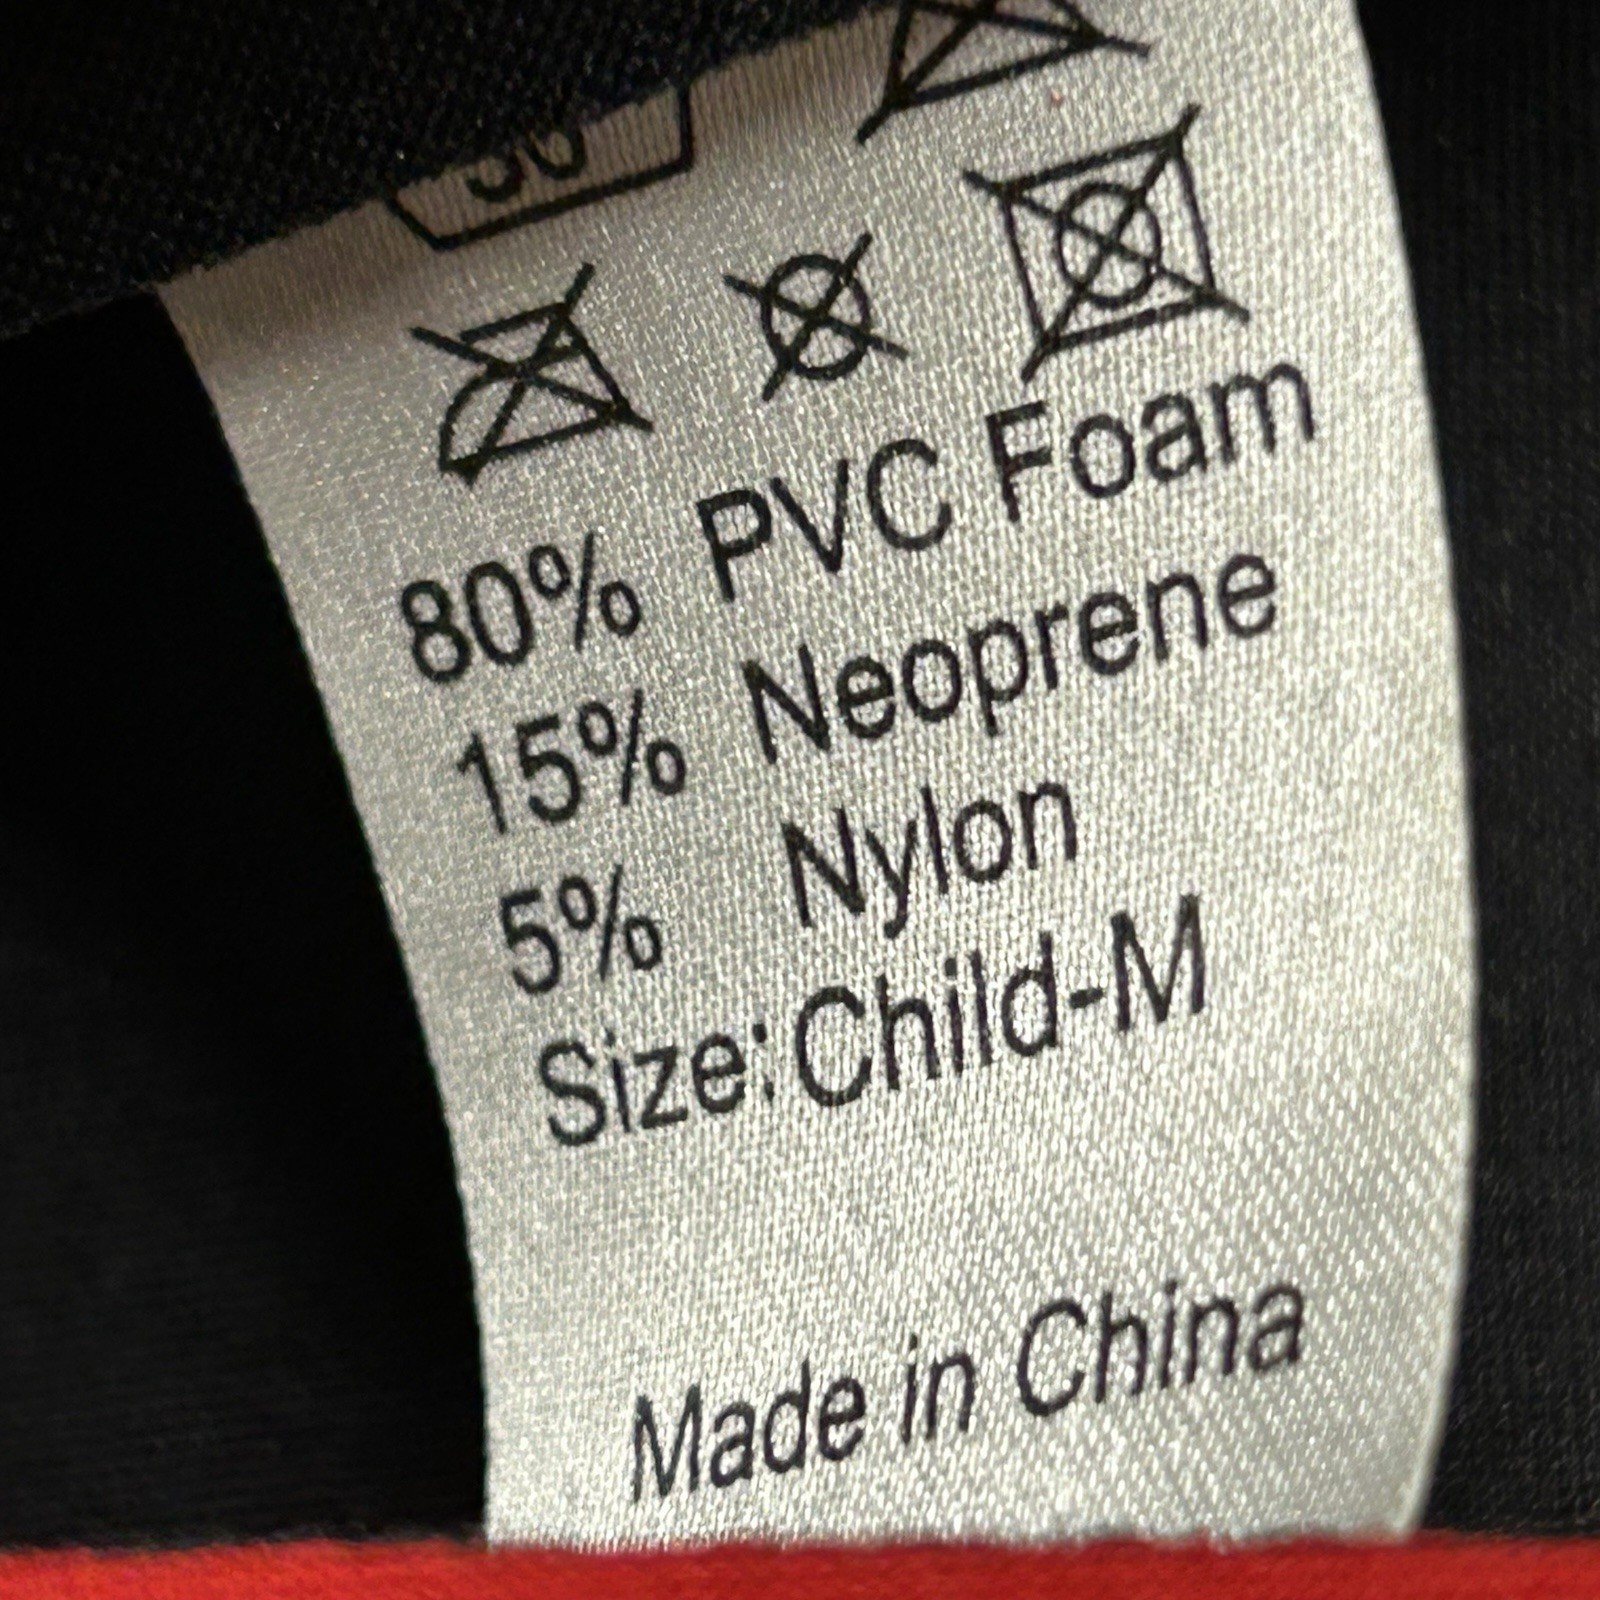 80% PVC Foam
15% Neoprene
5% Nylon
Size:Child-M
Made in China